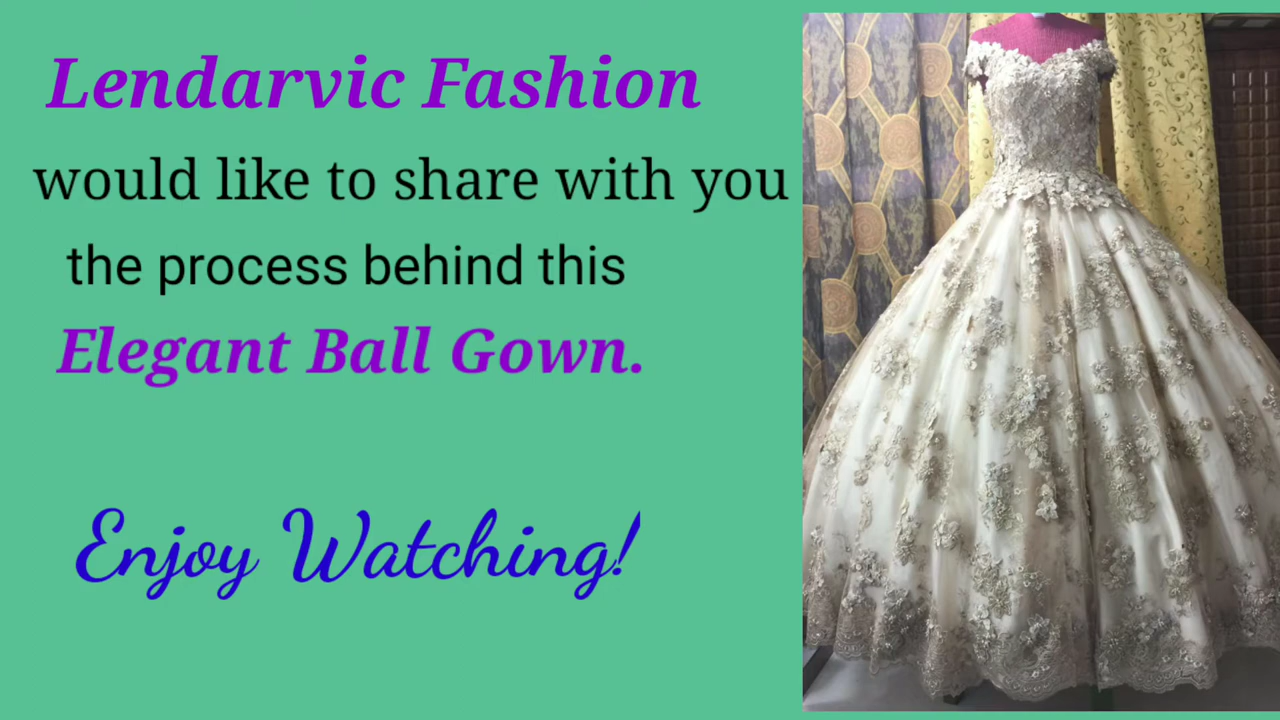 Lendarvic Fashion
would like to share with you
the process behind this
Elegant Ball Gown.
Enjoy Watching!